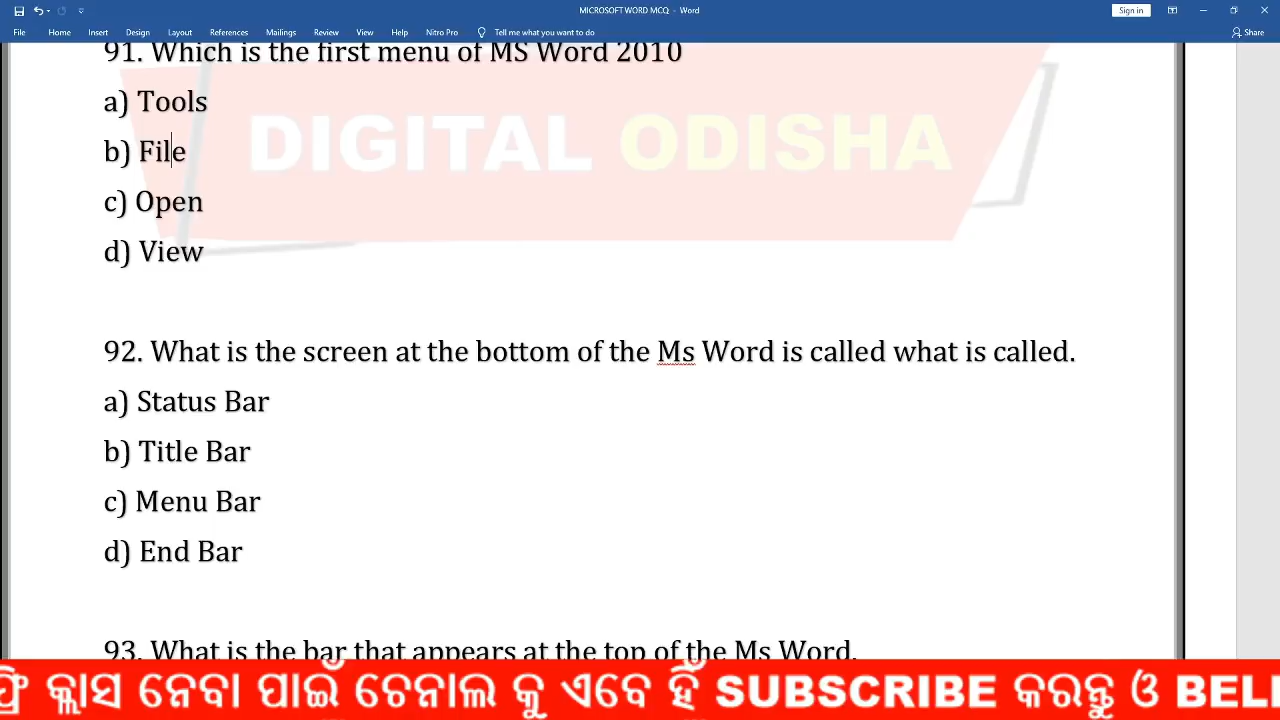 MICROSOFT WORD MCQ - Word
Sign in
File Home Insert Design Layout References Mailings Review View Help Nitro Pro Tell me what you want to do Share
91. Which is the first menu of MS Word 2010
a) Tools
b) File
c) Open
d) View
DIGITAL ODISHA
92. What is the screen at the bottom of the Ms Word is called what is called.
a) Status Bar
b) Title Bar
c) Menu Bar
d) End Bar
93. What is the bar that appears at the top of the Ms Word.
ଫ୍ରି କ୍ଲାସ ନେବା ପାଇଁ ଚେନାଲ କୁ ଏବେ ହିଁ SUBSCRIBE କରନ୍ତୁ ଓ BELL